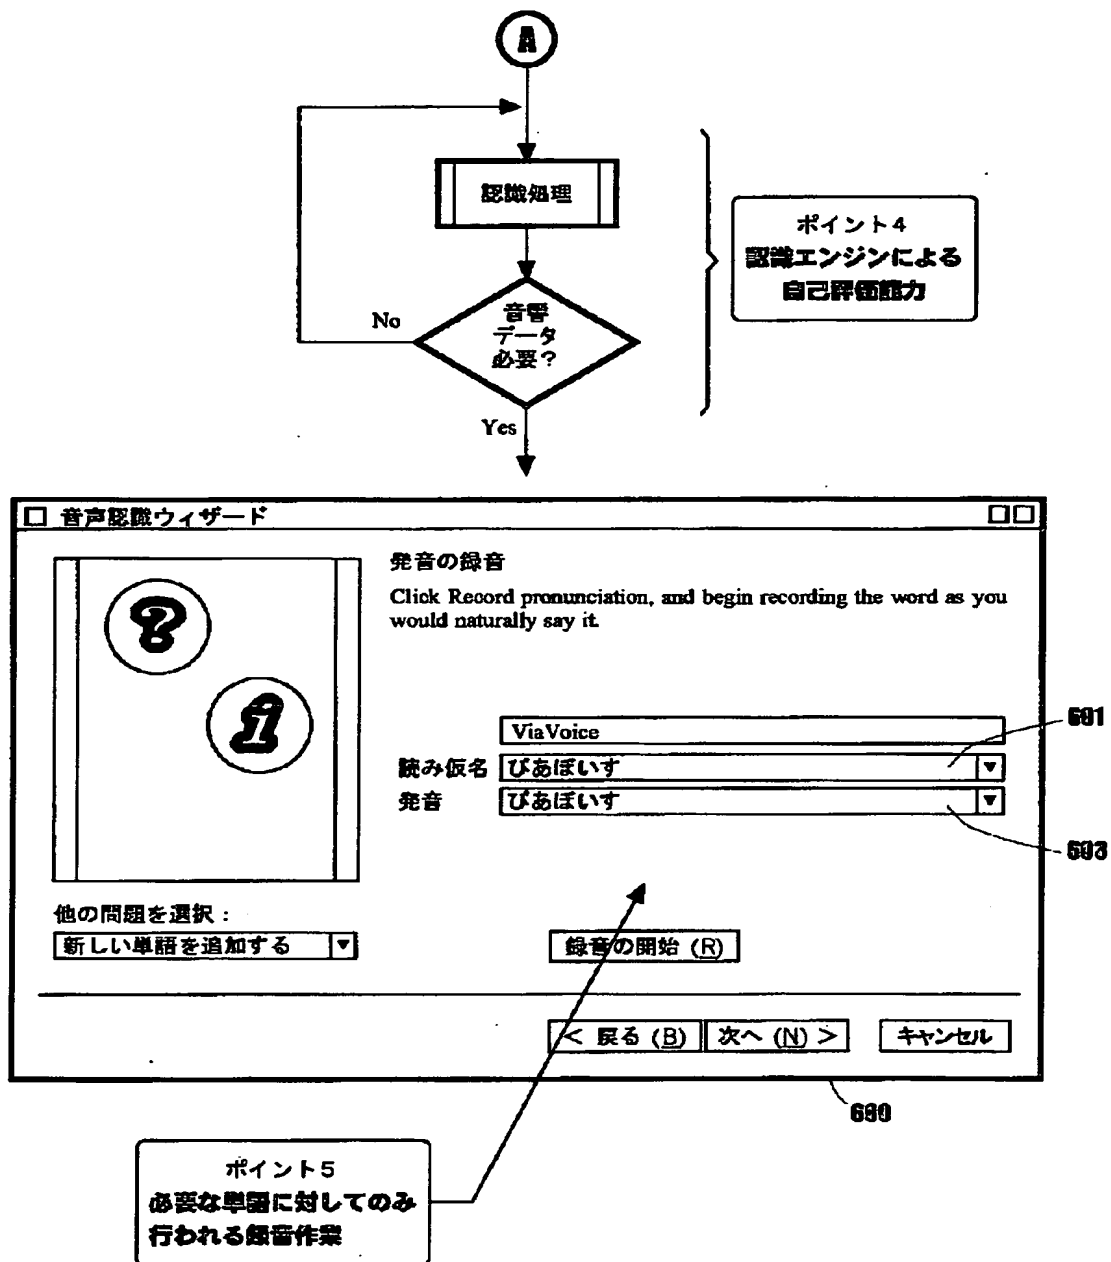 A
認識処理
ポイント4
認識エンジンによる
自己評価能力
音響
データ
必要?
No
Yes
音声認識ウィザード
発音の録音
Click Record pronunciation, and begin recording the word as you
would naturally say it.
?
i
ViaVoice
691
読み仮名 びあぼいす
発音 びあぼいす
693
他の問題を選択:
新しい単語を追加する
録音の開始 (R)
< 戻る (B) 次へ (N) > キャンセル
690
ポイント5
必要な単語に対してのみ
行われる録音作業